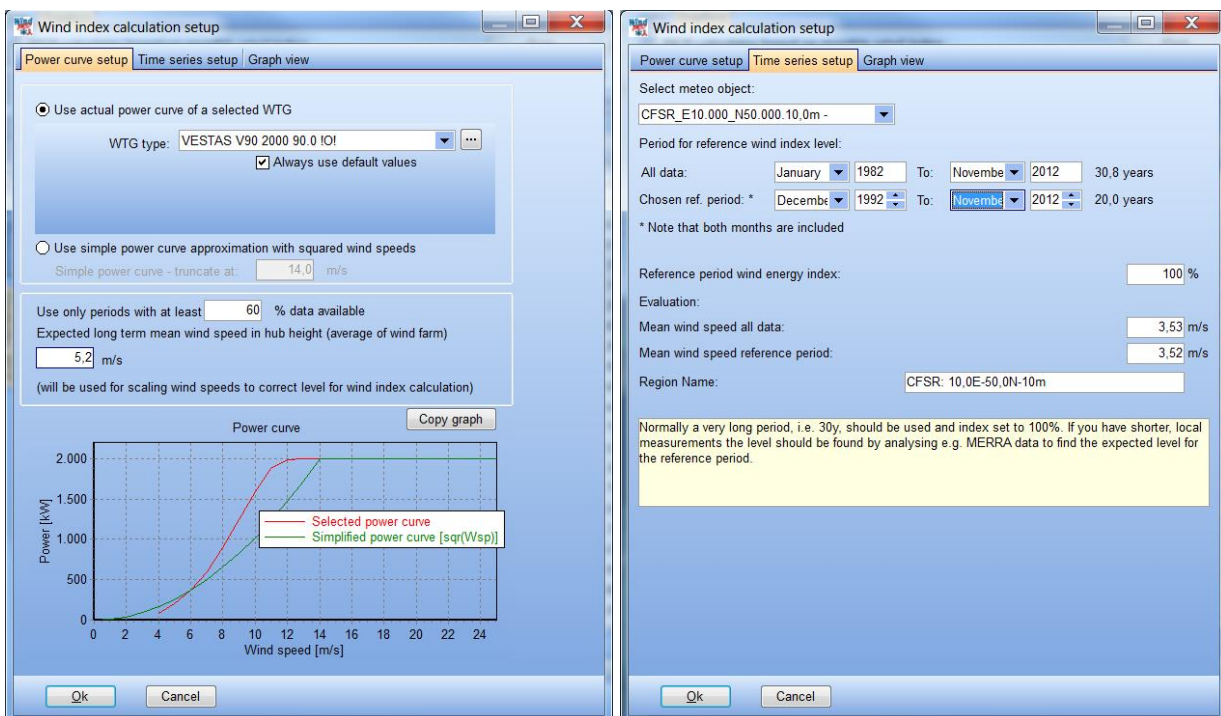 Wind index calculation setup
Power curve setup Time series setup Graph view
Use actual power curve of a selected WTG
WTG type: VESTAS V90 2000 90.0 !O! ...
Always use default values
Use simple power curve approximation with squared wind speeds
Simple power curve - truncate at: 14,0 m/s
Use only periods with at least 60 % data available
Expected long term mean wind speed in hub height (average of wind farm)
5,2 m/s
(will be used for scaling wind speeds to correct level for wind index calculation)
Copy graph
Power curve
Power [kW]
2.000
1.500
1.000
500
0
Selected power curve
Simplified power curve [sqr(Wsp)]
0 2 4 6 8 10 12 14 16 18 20 22 24
Wind speed [m/s]
Ok Cancel
Wind index calculation setup
Power curve setup Time series setup Graph view
Select meteo object:
CFSR_E10.000_N50.000.10,0m -
Period for reference wind index level:
All data: January 1982 To: Novembe 2012 30,8 years
Chosen ref. period: * Decembe 1992 To: Novembe 2012 20,0 years
* Note that both months are included
Reference period wind energy index: 100 %
Evaluation:
Mean wind speed all data: 3,53 m/s
Mean wind speed reference period: 3,52 m/s
Region Name: CFSR: 10,0E-50,0N-10m
Normally a very long period, i.e. 30y, should be used and index set to 100%. If you have shorter, local
measurements the level should be found by analysing e.g. MERRA data to find the expected level for
the reference period.
Ok Cancel